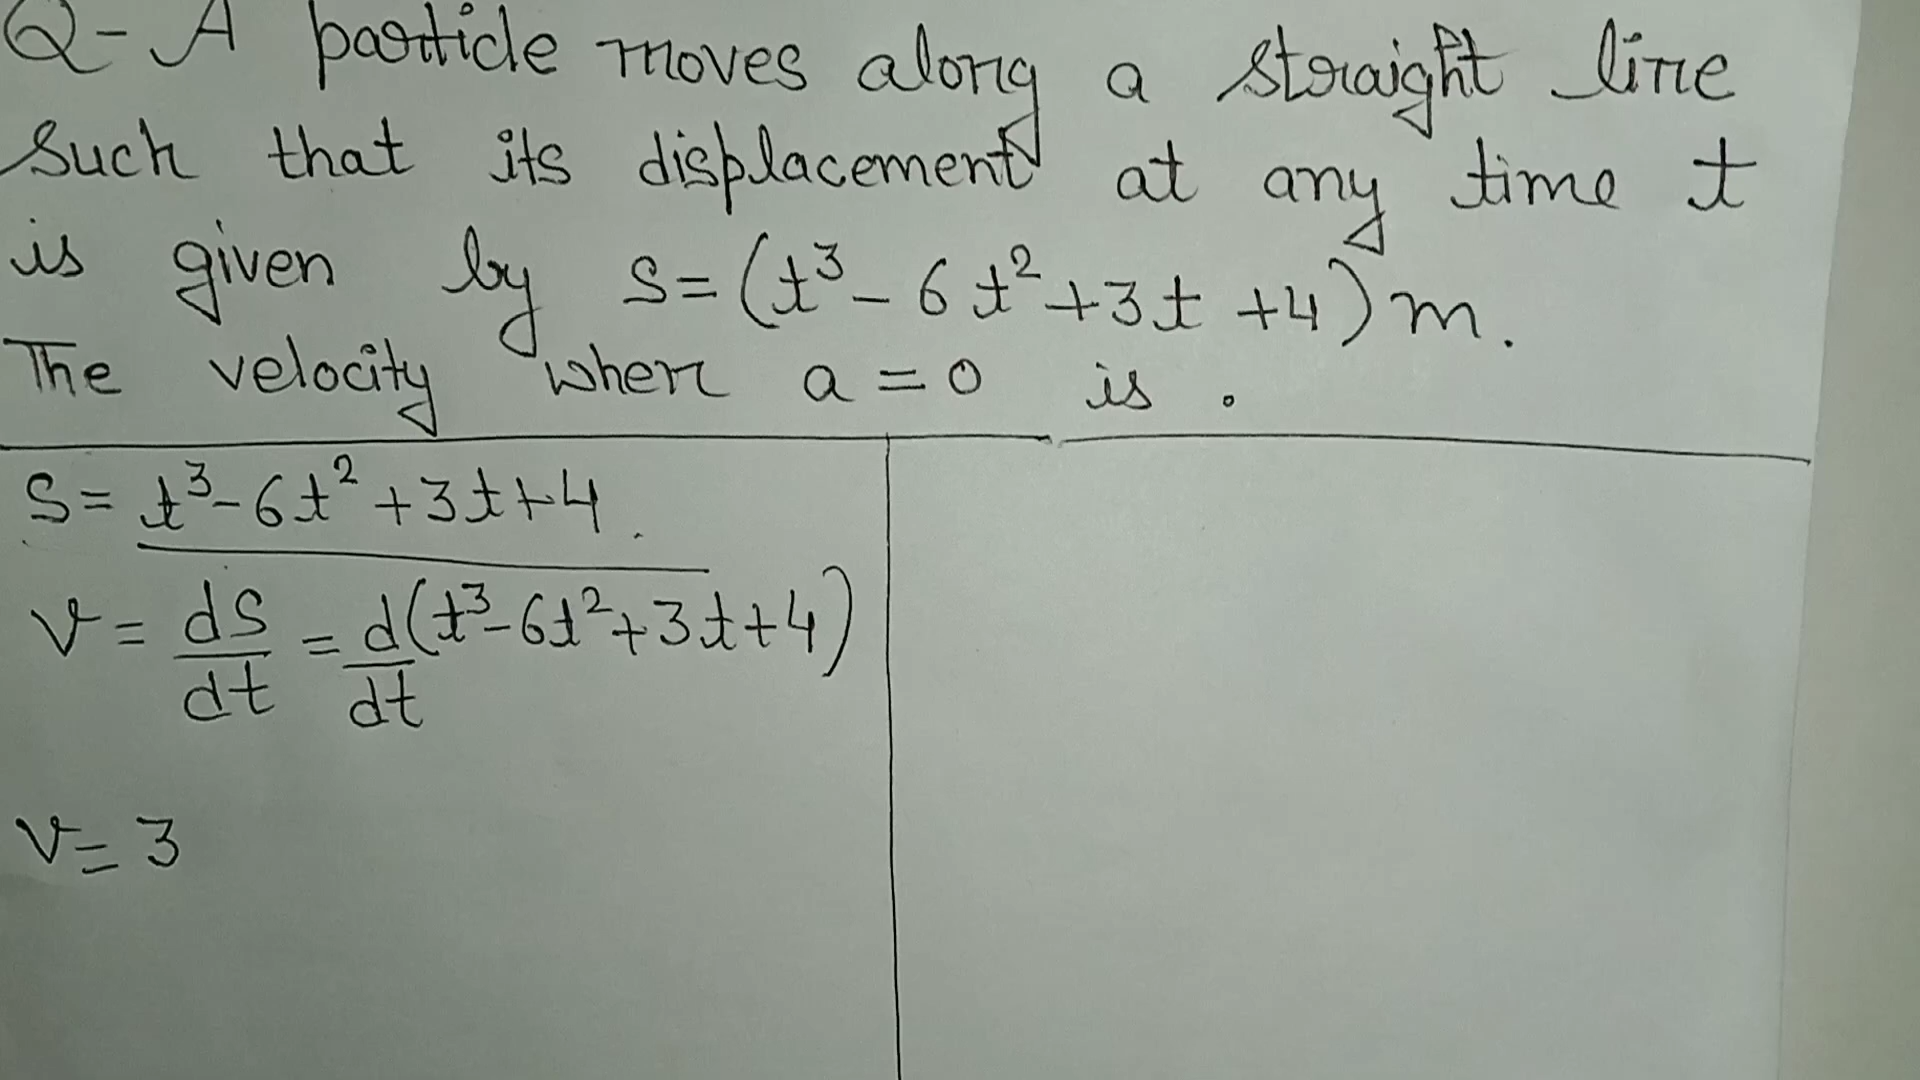 Q- A particle moves along a straight line
such that its displacement at any time t
is given by S=(t³-6t²+3t+4)m.
The velocity when a=0 is.
S= t³-6t²+3t+4.
v= dS/dt = d/dt(t³-6t²+3t+4)
v= 3